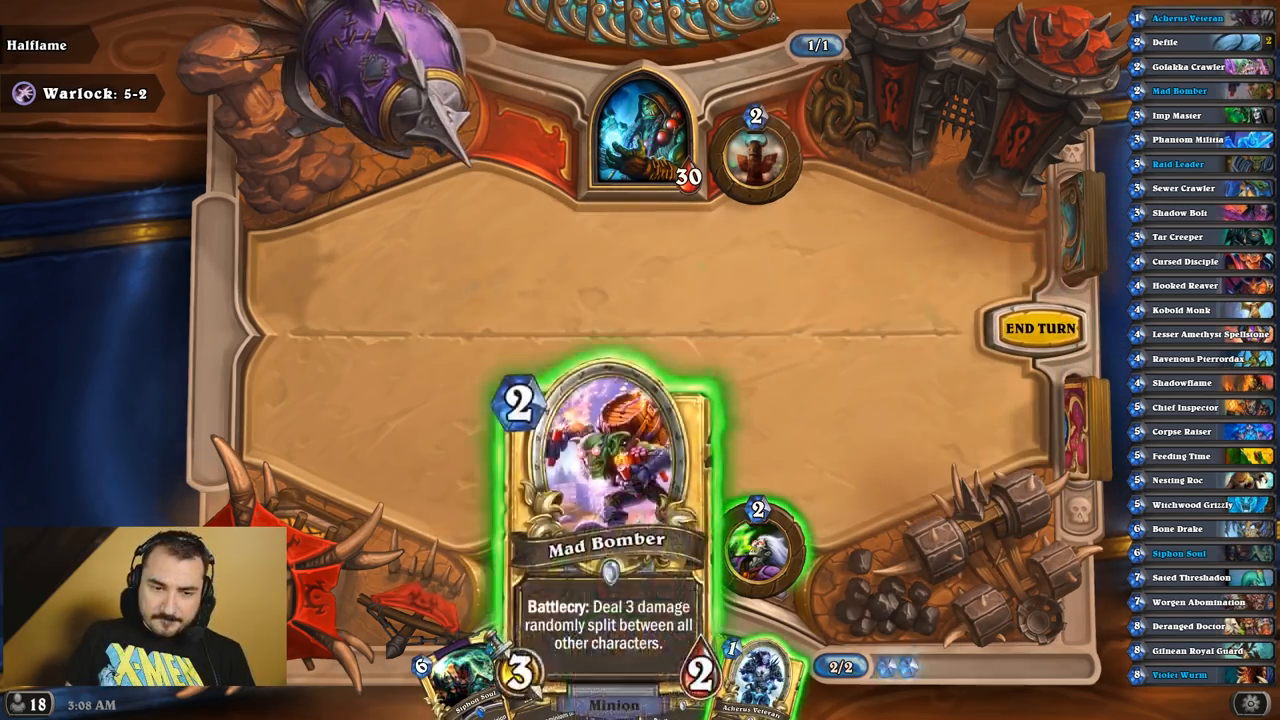 Halflame
Warlock: 5-2
1/1
2
30
END TURN
2
Mad Bomber
Battlecry: Deal 3 damage
randomly split between all
other characters.
3
2
Minion
2
6
Siphon Soul
1
Acherus Veteran
2/2
X-MEN
18
3:08 AM
1 Acherus Veteran
2 Defile 2
2 Golakka Crawler
2 Mad Bomber
3 Imp Master
3 Phantom Militia
3 Raid Leader
3 Sewer Crawler
3 Shadow Bolt
3 Tar Creeper
4 Cursed Disciple
4 Hooked Reaver
4 Kobold Monk
4 Lesser Amethyst Spellstone
4 Ravenous Pterrordax
4 Shadowflame
5 Chief Inspector
5 Corpse Raiser
5 Feeding Time
5 Nesting Roc
5 Witchwood Grizzly
6 Bone Drake
6 Siphon Soul
7 Sated Threshadon
7 Worgen Abomination
8 Deranged Doctor
8 Gilnean Royal Guard
8 Violet Wurm